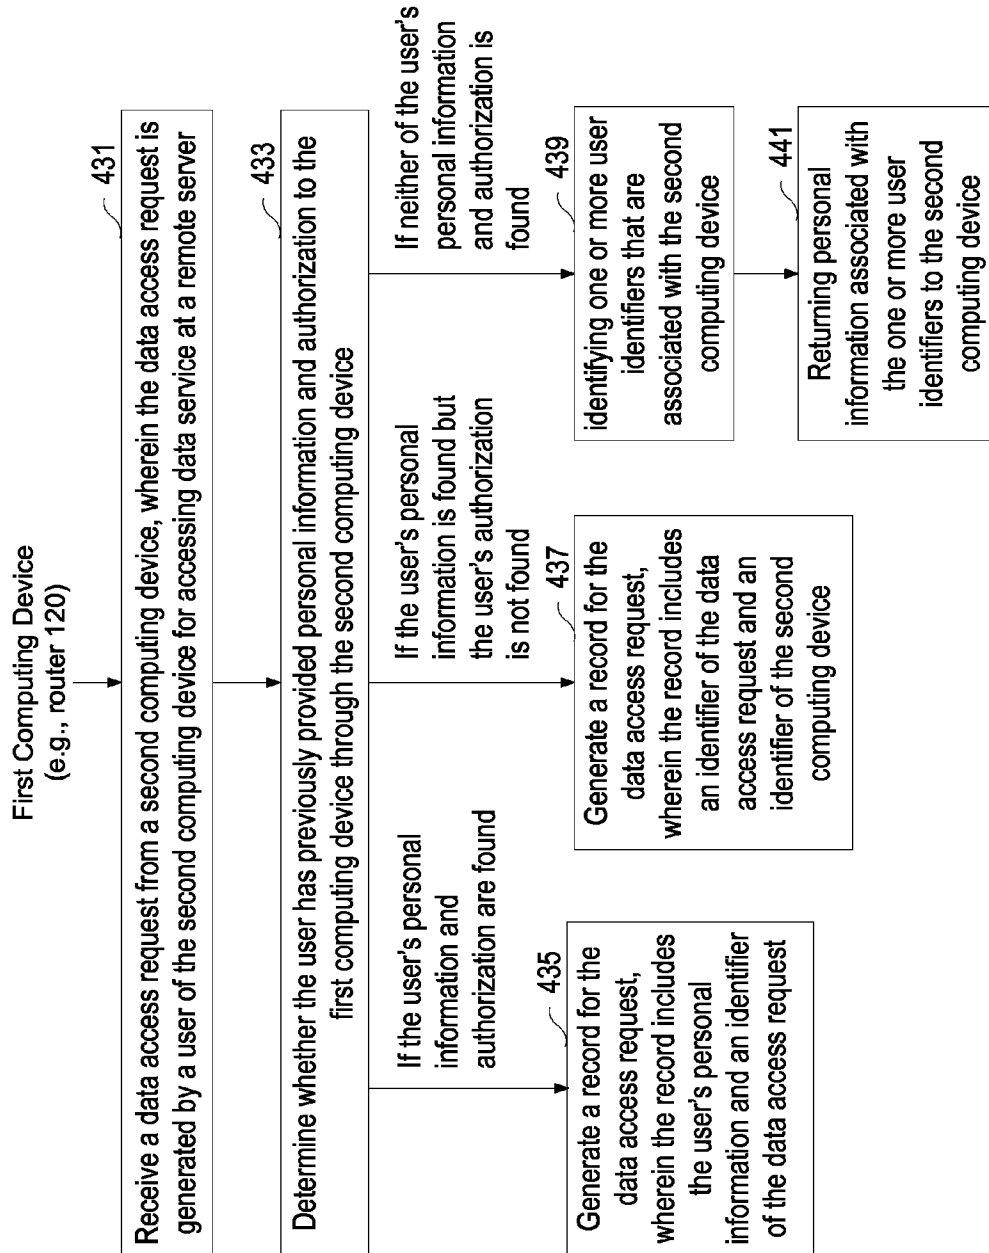 First Computing Device
(e.g., router 120)
431
Receive a data access request from a second computing device, wherein the data access request is
generated by a user of the second computing device for accessing data service at a remote server
433
Determine whether the user has previously provided personal information and authorization to the
first computing device through the second computing device
If the user's personal
information and
authorization are found
435
Generate a record for the
data access request,
wherein the record includes
the user's personal
information and an identifier
of the data access request
If the user's personal
information is found but
the user's authorization
is not found
437
Generate a record for the
data access request,
wherein the record includes
an identifier of the data
access request and an
identifier of the second
computing device
If neither of the user's
personal information
and authorization is
found
439
identifying one or more user
identifiers that are
associated with the second
computing device
441
Returning personal
information associated with
the one or more user
identifiers to the second
computing device